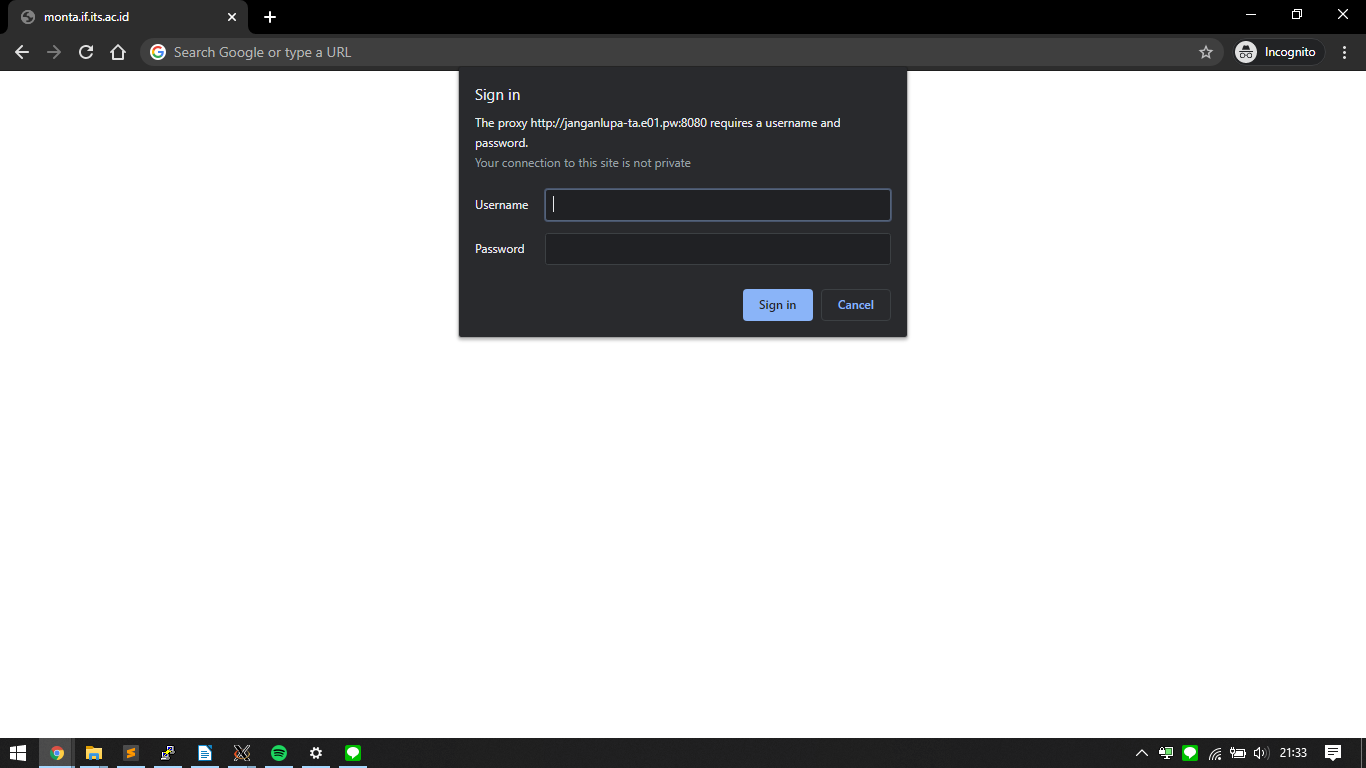 monta.if.its.ac.id
Search Google or type a URL
Incognito
Sign in
The proxy http://janganlupa-ta.e01.pw:8080 requires a username and
password.
Your connection to this site is not private
Username
Password
Sign in
Cancel
21:33